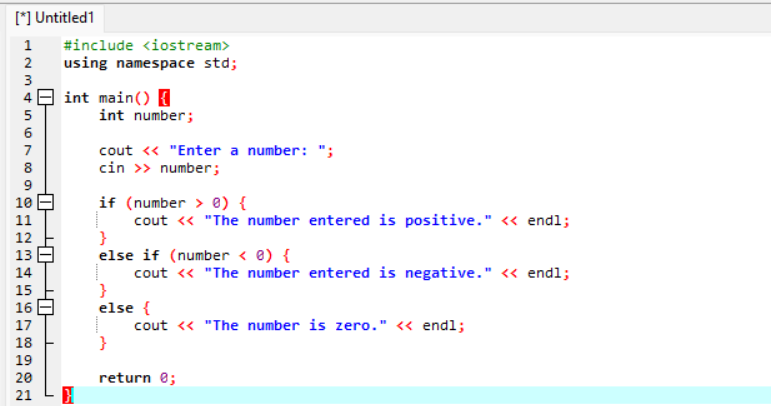 [*] Untitled1
1 #include <iostream>
2 using namespace std;
3
4 int main() {
5     int number;
6
7     cout << "Enter a number: ";
8     cin >> number;
9
10     if (number > 0) {
11         cout << "The number entered is positive." << endl;
12     }
13     else if (number < 0) {
14         cout << "The number entered is negative." << endl;
15     }
16     else {
17         cout << "The number is zero." << endl;
18     }
19
20     return 0;
21 }